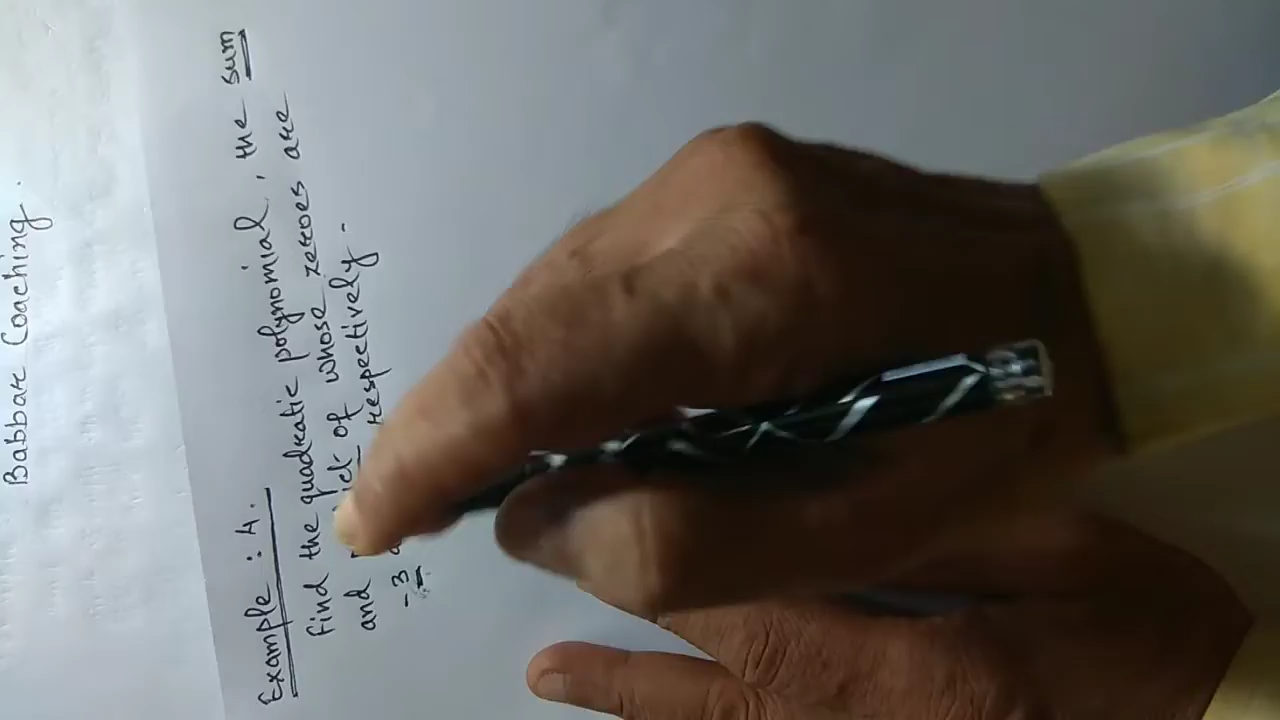 Babbar Coaching.
Example : 4.
find the quadratic polynomial, the sum
and of whose zeroes are
-3 respectively.